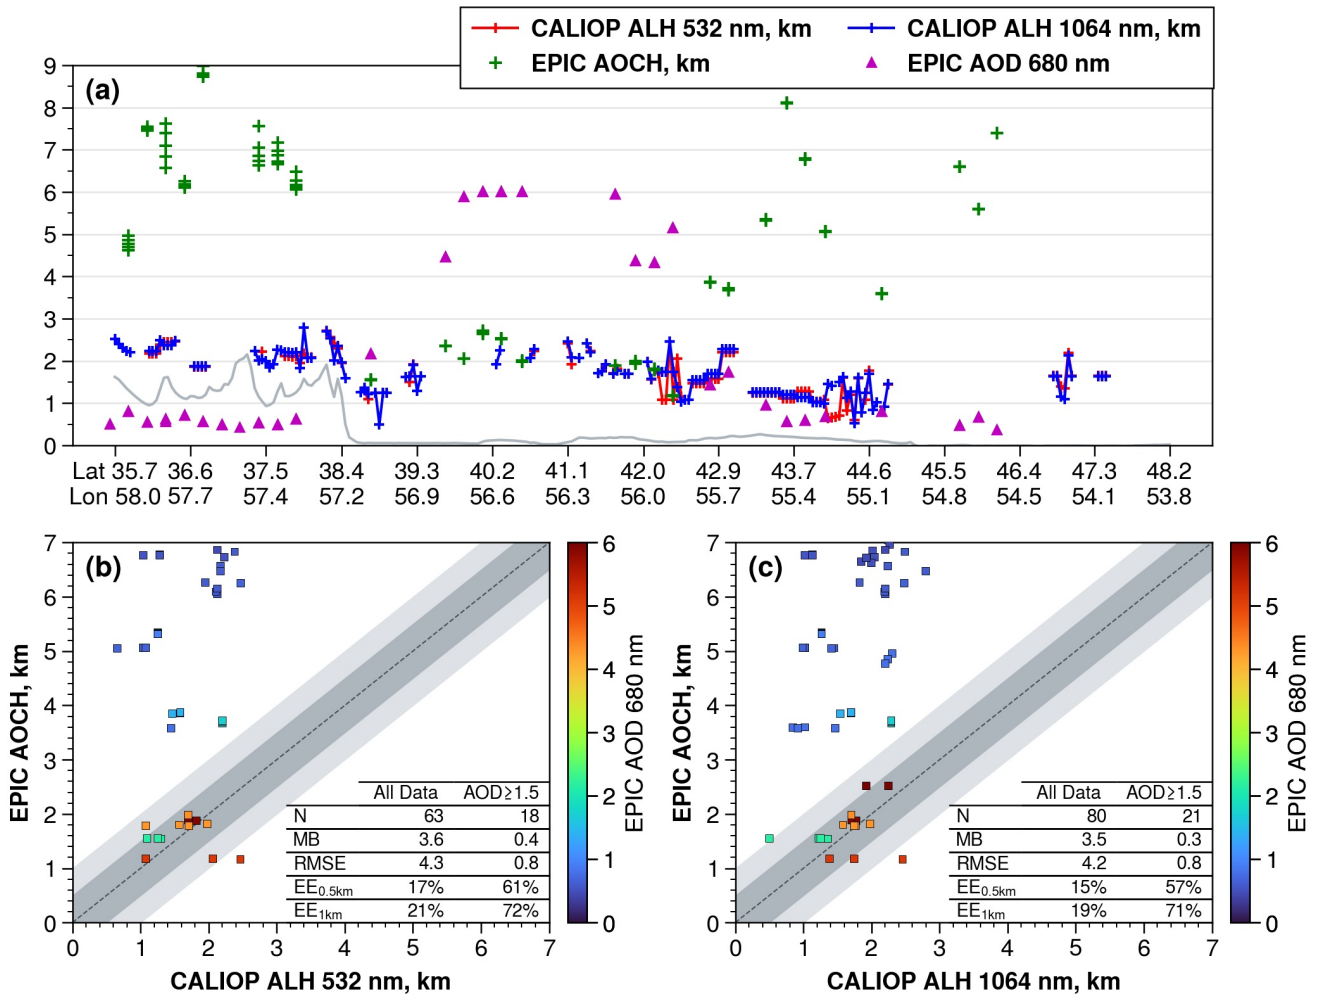 CALIOP ALH 532 nm, km
CALIOP ALH 1064 nm, km
EPIC AOCH, km
EPIC AOD 680 nm
(a)
9
8
7
6
5
4
3
2
1
0
Lat 35.7 36.6 37.5 38.4 39.3 40.2 41.1 42.0 42.9 43.7 44.6 45.5 46.4 47.3 48.2
Lon 58.0 57.7 57.4 57.2 56.9 56.6 56.3 56.0 55.7 55.4 55.1 54.8 54.5 54.1 53.8
(b)
EPIC AOCH, km
7
6
5
4
3
2
1
0
0 1 2 3 4 5 6 7
CALIOP ALH 532 nm, km
All Data AOD≥1.5
N 63 18
MB 3.6 0.4
RMSE 4.3 0.8
EE0.5km 17% 61%
EE1km 21% 72%
6
5
4
3
2
1
0
EPIC AOD 680 nm
(c)
EPIC AOCH, km
7
6
5
4
3
2
1
0
0 1 2 3 4 5 6 7
CALIOP ALH 1064 nm, km
All Data AOD≥1.5
N 80 21
MB 3.5 0.3
RMSE 4.2 0.8
EE0.5km 15% 57%
EE1km 19% 71%
6
5
4
3
2
1
0
EPIC AOD 680 nm